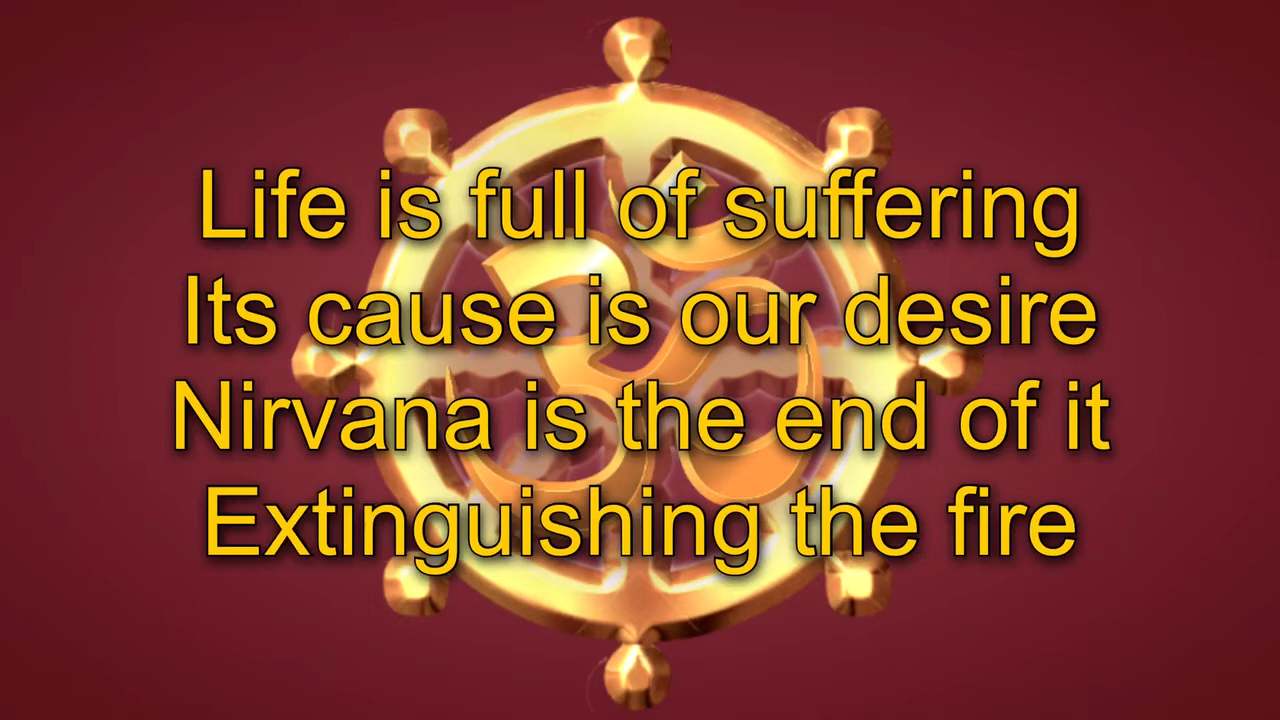 Life is full of suffering
Its cause is our desire
Nirvana is the end of it
Extinguishing the fire